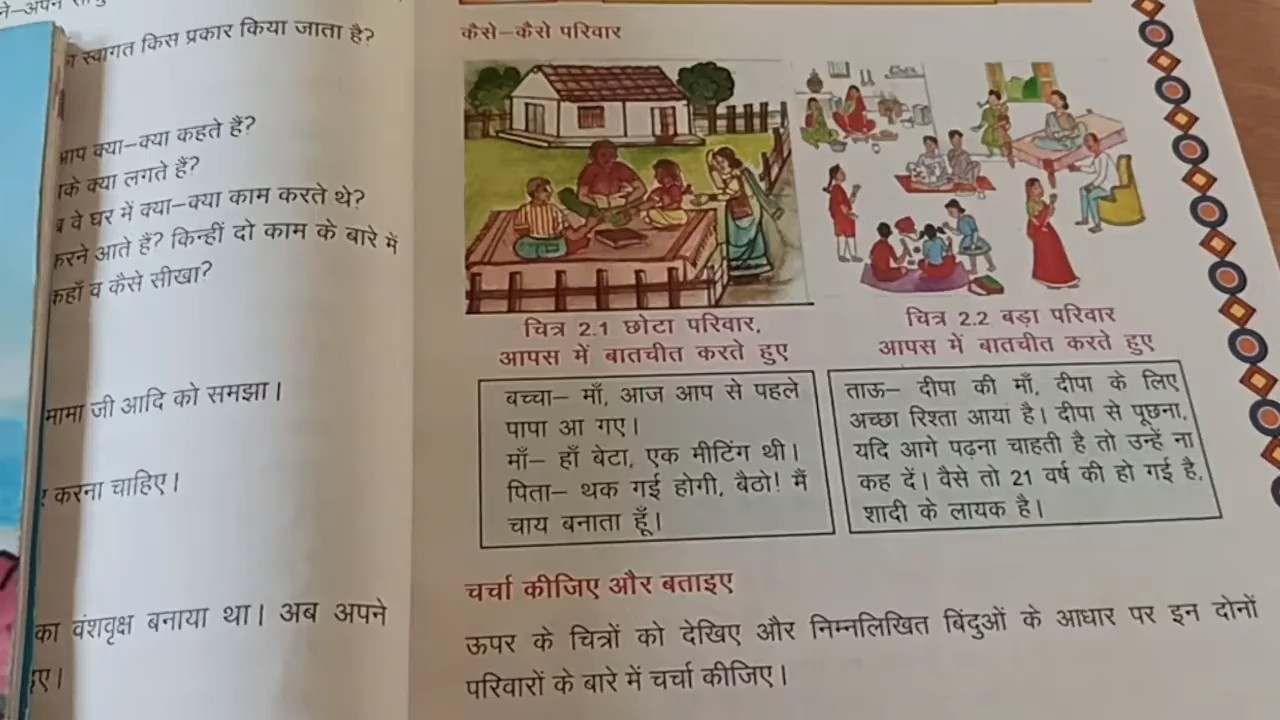 स्वागत किस प्रकार किया जाता है?
आप क्या–क्या कहते हैं?
क्या लगते हैं?
वे घर में क्या–क्या काम करते थे?
करने आते हैं? किन्हीं दो काम के बारे में
कहाँ व कैसे सीखा?
मामा जी आदि को समझा।
करना चाहिए।
का वंशवृक्ष बनाया था। अब अपने
कैसे–कैसे परिवार
चित्र 2.1 छोटा परिवार,
आपस में बातचीत करते हुए
चित्र 2.2 बड़ा परिवार
आपस में बातचीत करते हुए
बच्चा– माँ, आज आप से पहले
पापा आ गए।
माँ– हाँ बेटा, एक मीटिंग थी।
पिता– थक गई होगी, बैठो! मैं
चाय बनाता हूँ।
ताऊ– दीपा की माँ, दीपा के लिए
अच्छा रिश्ता आया है। दीपा से पूछना,
यदि आगे पढ़ना चाहती है तो उन्हें ना
कह दें। वैसे तो 21 वर्ष की हो गई है,
शादी के लायक है।
चर्चा कीजिए और बताइए
ऊपर के चित्रों को देखिए और निम्नलिखित बिंदुओं के आधार पर इन दोनों
परिवारों के बारे में चर्चा कीजिए।